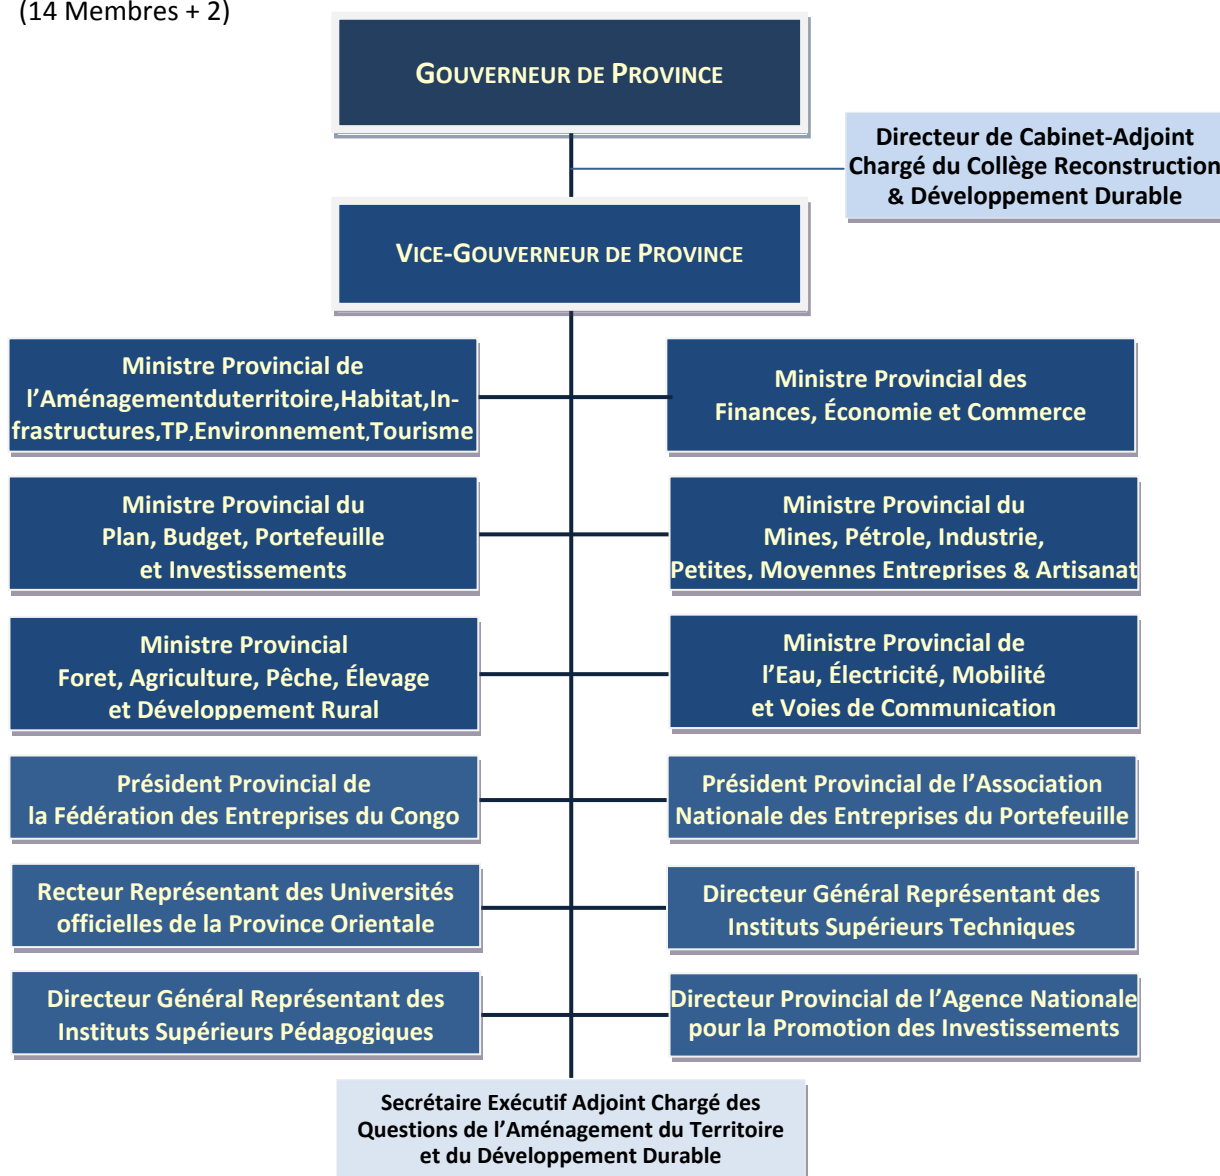 (14 Membres + 2)
GOUVERNEUR DE PROVINCE
Directeur de Cabinet-Adjoint
Chargé du Collège Reconstruction
& Développement Durable
VICE-GOUVERNEUR DE PROVINCE
Ministre Provincial de
l’Aménagementduterritoire,Habitat,In-
frastructures,TP,Environnement,Tourisme
Ministre Provincial des
Finances, Économie et Commerce
Ministre Provincial du
Plan, Budget, Portefeuille
et Investissements
Ministre Provincial du
Mines, Pétrole, Industrie,
Petites, Moyennes Entreprises & Artisanat
Ministre Provincial
Foret, Agriculture, Pêche, Élevage
et Développement Rural
Ministre Provincial de
l’Eau, Électricité, Mobilité
et Voies de Communication
Président Provincial de
la Fédération des Entreprises du Congo
Président Provincial de l’Association
Nationale des Entreprises du Portefeuille
Recteur Représentant des Universités
officielles de la Province Orientale
Directeur Général Représentant des
Instituts Supérieurs Techniques
Directeur Général Représentant des
Instituts Supérieurs Pédagogiques
Directeur Provincial de l’Agence Nationale
pour la Promotion des Investissements
Secrétaire Exécutif Adjoint Chargé des
Questions de l’Aménagement du Territoire
et du Développement Durable